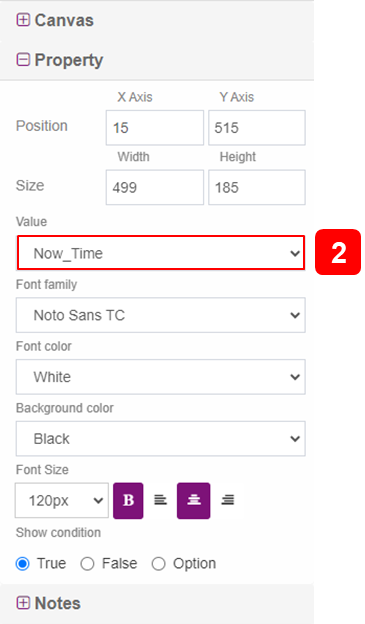 Canvas
Property
X Axis Y Axis
Position 15 515
Width Height
Size 499 185
Value
Now_Time 2
Font family
Noto Sans TC
Font color
White
Background color
Black
Font Size
120px B
Show condition
True False Option
Notes